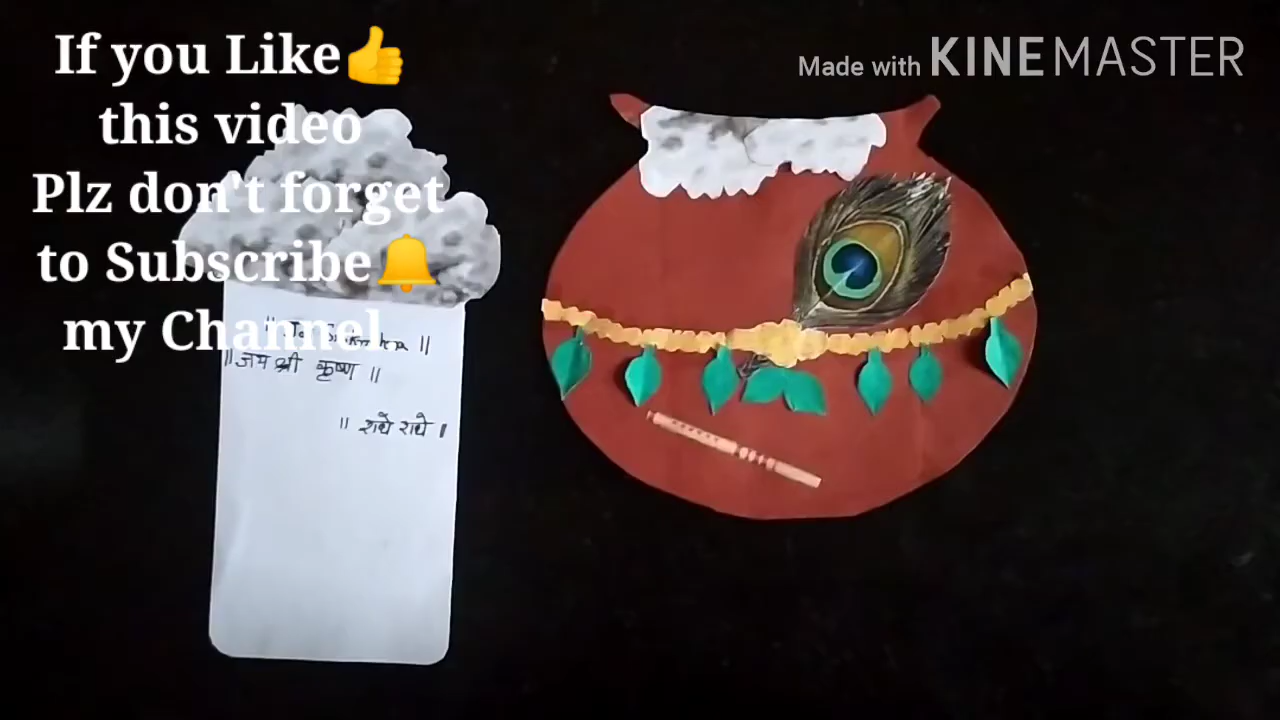 If you Like👍
this video
Plz don't forget
to Subscribe🔔
my Channel
Made with KINEMASTER
|| ||
|| जय श्री कृष्ण ||
|| राधे राधे ||